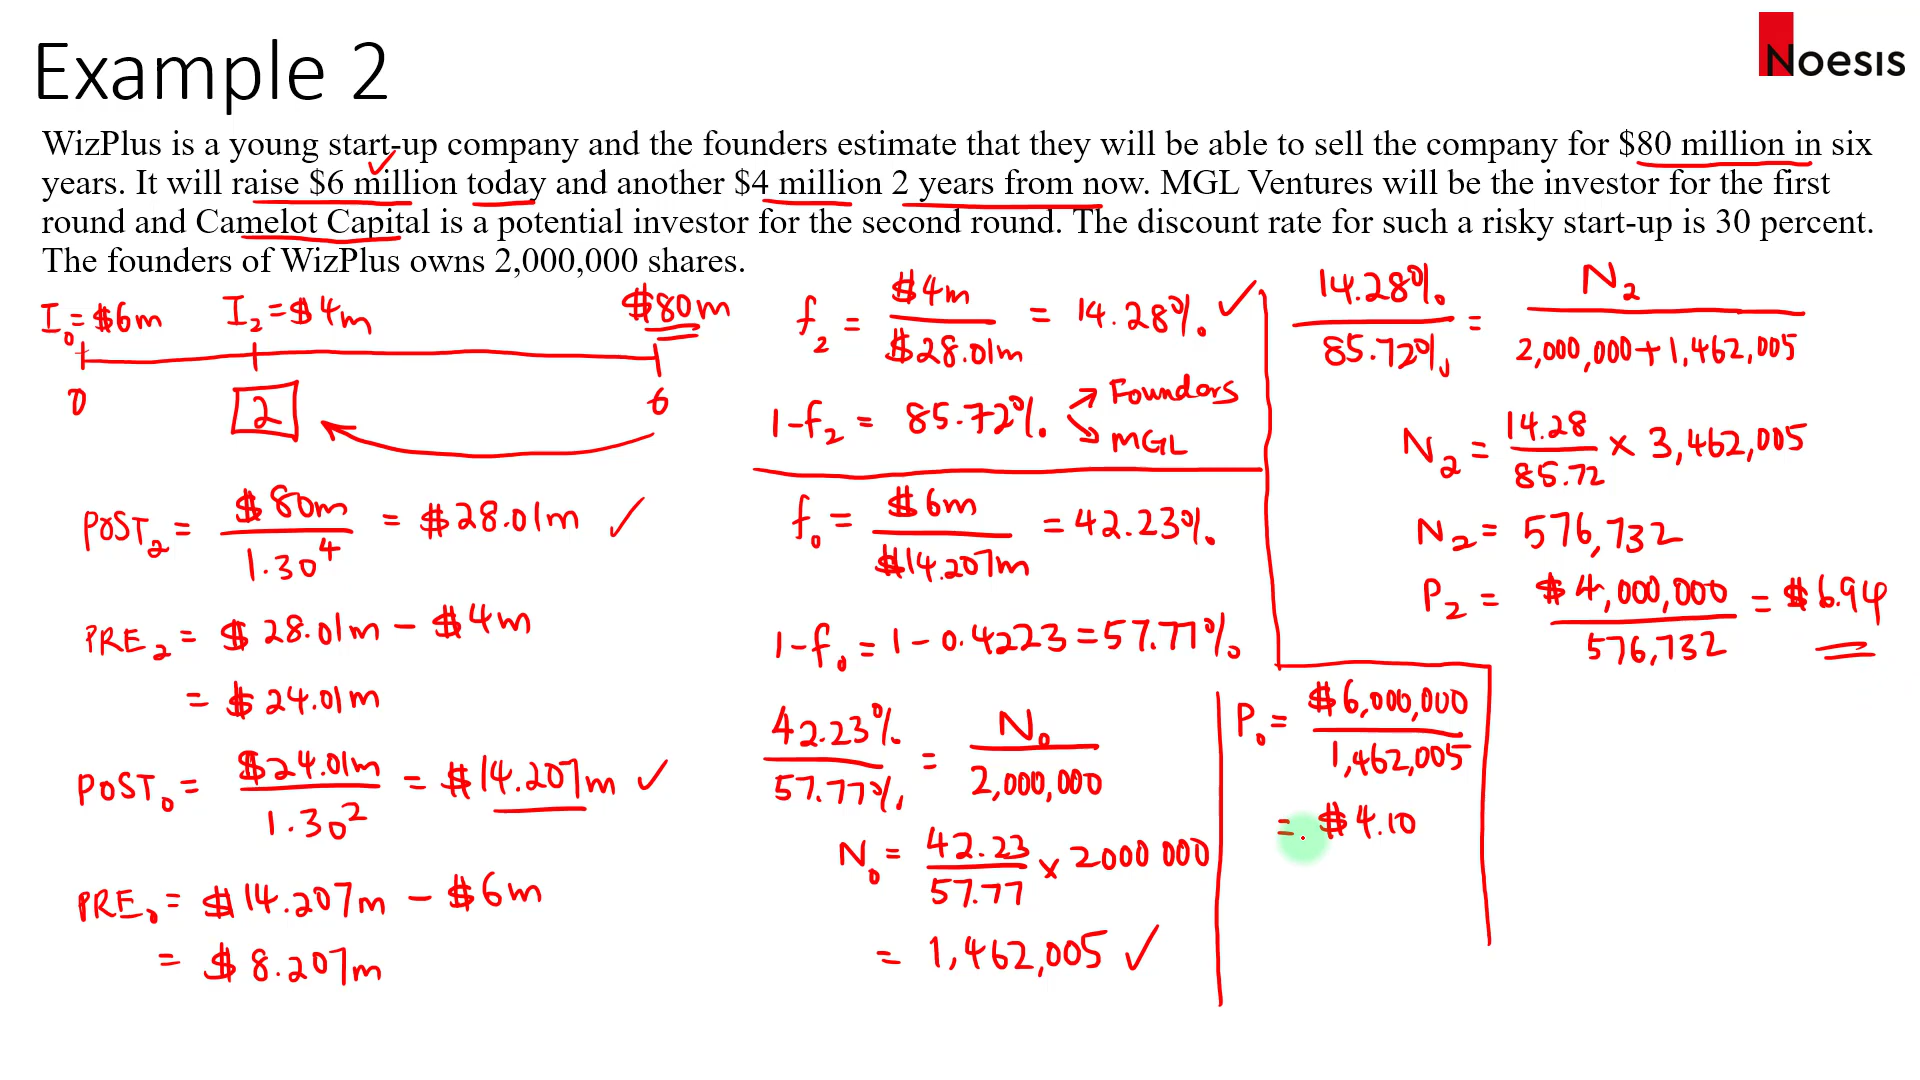 Example 2
Noesis
WizPlus is a young start-up company and the founders estimate that they will be able to sell the company for $80 million in six
years. It will raise $6 million today and another $4 million 2 years from now. MGL Ventures will be the investor for the first
round and Camelot Capital is a potential investor for the second round. The discount rate for such a risky start-up is 30 percent.
The founders of WizPlus owns 2,000,000 shares.
I₀ = $6m I₂ = $4m $80m
0 2 6
POST₂ = $80m / 1.30⁴ = $28.01m ✓
PRE₂ = $28.01m - $4m
= $24.01m
POST₀ = $24.01m / 1.30² = $14.207m ✓
PRE₀ = $14.207m - $6m
= $8.207m
f₂ = $4m / $28.01m = 14.28% ✓
1-f₂ = 85.72% Founders
MGL
f₀ = $6m / $14.207m = 42.23%
1-f₀ = 1 - 0.4223 = 57.77%
42.23% / 57.77% = N₀ / 2,000,000
N₀ = 42.23 / 57.77 × 2000 000
= 1,462,005 ✓
P₀ = $6,000,000 / 1,462,005
= $4.10
14.28% / 85.72% = N₂ / 2,000,000 + 1,462,005
N₂ = 14.28 / 85.72 × 3,462,005
N₂ = 576,732
P₂ = $4,000,000 / 576,732 = $6.94